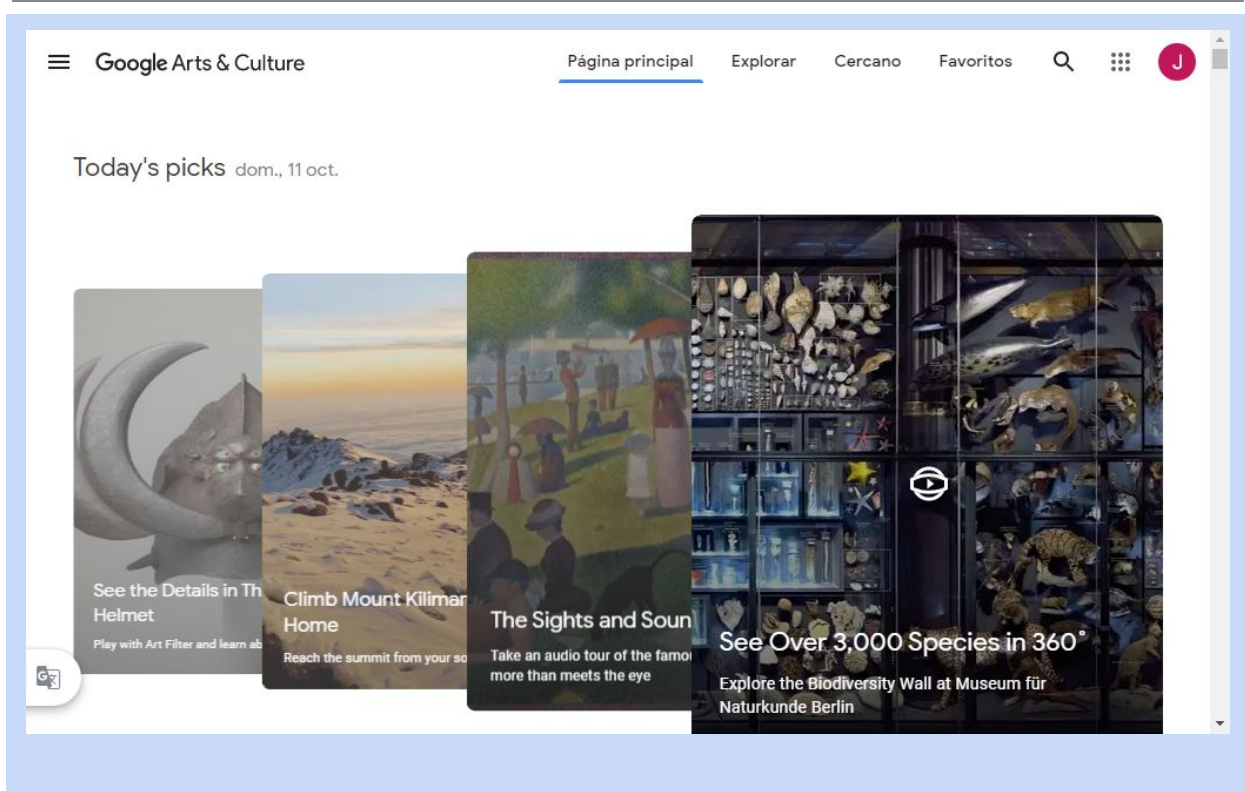 Google Arts & Culture
Página principal
Explorar
Cercano
Favoritos
J
Today's picks dom., 11 oct.
See the Details in Th
Helmet
Play with Art Filter and learn ab
Climb Mount Kilimar
Home
Reach the summit from your so
The Sights and Soun
Take an audio tour of the famou
more than meets the eye
See Over 3,000 Species in 360°
Explore the Biodiversity Wall at Museum für
Naturkunde Berlin